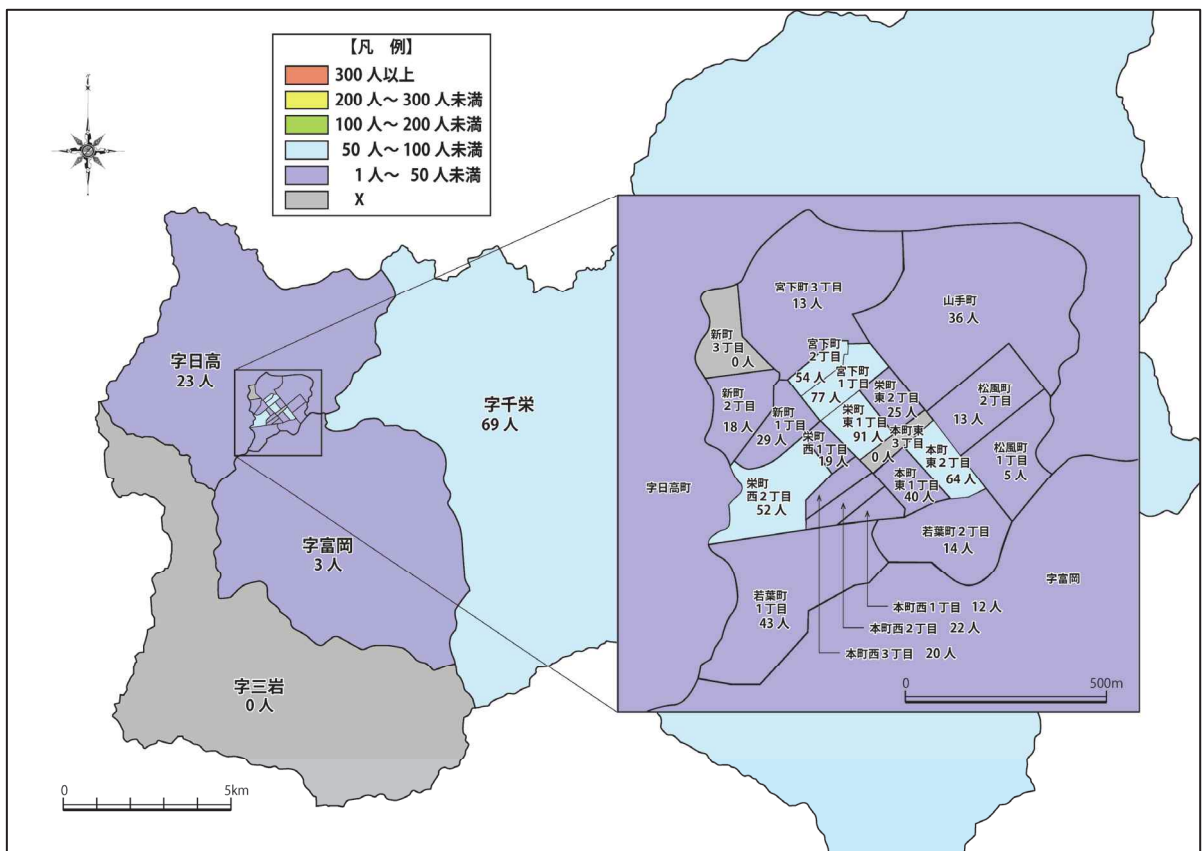 【凡 例】
300 人以上
200 人～ 300 人未満
100 人～ 200 人未満
50 人～ 100 人未満
1 人～ 50 人未満
X
字日高
23 人
字千栄
69 人
字富岡
3 人
字三岩
0 人
0 5km
宮下町3丁目
13 人
山手町
36 人
新町
3丁目
0 人
宮下町
2丁目
54 人
宮下町
1丁目
77 人
栄町
東2丁目
25 人
松風町
2丁目
13 人
新町
2丁目
18 人
新町
1丁目
29 人
栄町
東1丁目
91 人
本町東
3丁目
0 人
栄町
西1丁目
19 人
本町
東2丁目
64 人
松風町
1丁目
5 人
字日高町
栄町
西2丁目
52 人
本町
東1丁目
40 人
若葉町2丁目
14 人
字富岡
若葉町
1丁目
43 人
本町西1丁目 12 人
本町西2丁目 22 人
本町西3丁目 20 人
0 500m